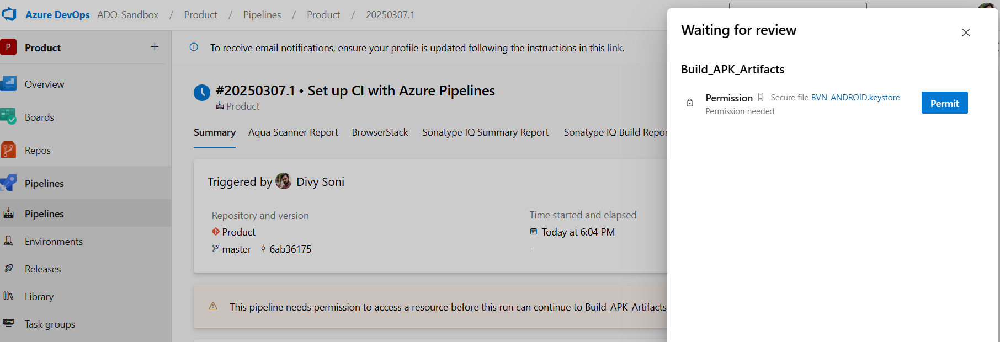 Azure DevOps ADO-Sandbox / Product / Pipelines / Product / 20250307.1
P Product +
Overview
Boards
Repos
Pipelines
Pipelines
Environments
Releases
Library
Task groups
To receive email notifications, ensure your profile is updated following the instructions in this link.
#20250307.1 • Set up CI with Azure Pipelines
Product
Summary Aqua Scanner Report BrowserStack Sonatype IQ Summary Report Sonatype IQ Build Repor
Triggered by Divy Soni
Repository and version
Product
master 6ab36175
Time started and elapsed
Today at 6:04 PM
-
This pipeline needs permission to access a resource before this run can continue to Build_APK_Artifacts
Waiting for review
Build_APK_Artifacts
Permission Secure file BVN_ANDROID.keystore
Permission needed
Permit